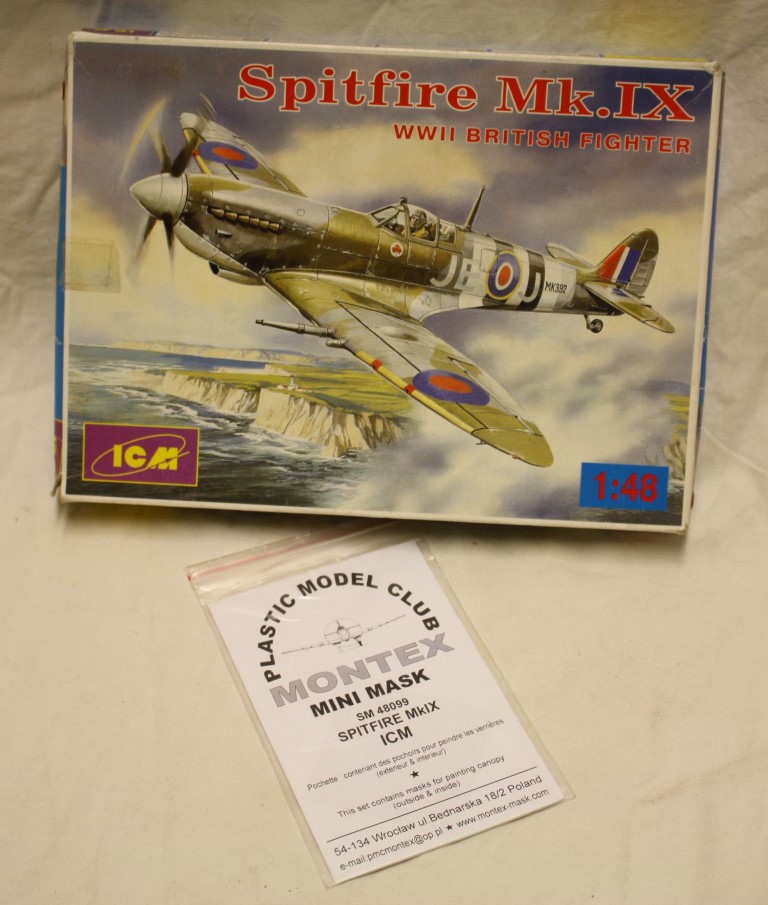 Spitfire Mk.IX
WWII BRITISH FIGHTER
JE J
MK392
ICM
1:48
PLASTIC MODEL CLUB
MONTEX
MINI MASK
SM 48099
SPITFIRE MkIX
ICM
Pochette contenant des pochoirs pour peindre les verrières
(exterieur & interieur)
★
This set contains masks for painting canopy
(outside & inside)
54-134 Wrocław ul.Bednarska 18/2 Poland
e-mail:pmcmontex@op.pl ★ www.montex-mask.com